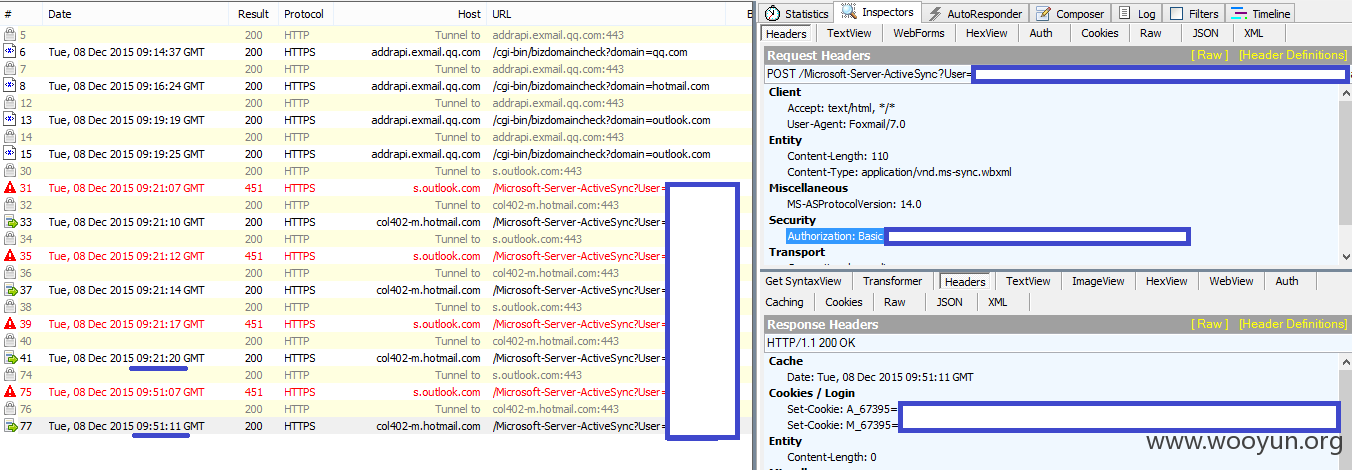 # Date Result Protocol Host URL
5 200 HTTP Tunnel to addrapi.exmail.qq.com:443
6 Tue, 08 Dec 2015 09:14:37 GMT 200 HTTPS addrapi.exmail.qq.com /cgi-bin/bizdomaincheck?domain=qq.com
7 200 HTTP Tunnel to addrapi.exmail.qq.com:443
8 Tue, 08 Dec 2015 09:16:24 GMT 200 HTTPS addrapi.exmail.qq.com /cgi-bin/bizdomaincheck?domain=hotmail.com
12 200 HTTP Tunnel to addrapi.exmail.qq.com:443
13 Tue, 08 Dec 2015 09:19:19 GMT 200 HTTPS addrapi.exmail.qq.com /cgi-bin/bizdomaincheck?domain=outlook.com
14 200 HTTP Tunnel to addrapi.exmail.qq.com:443
15 Tue, 08 Dec 2015 09:19:25 GMT 200 HTTPS addrapi.exmail.qq.com /cgi-bin/bizdomaincheck?domain=outlook.com
30 200 HTTP Tunnel to s.outlook.com:443
31 Tue, 08 Dec 2015 09:21:07 GMT 451 HTTPS s.outlook.com /Microsoft-Server-ActiveSync?User=
32 200 HTTP Tunnel to col402-m.hotmail.com:443
33 Tue, 08 Dec 2015 09:21:10 GMT 200 HTTPS col402-m.hotmail.com /Microsoft-Server-ActiveSync?User=
34 200 HTTP Tunnel to s.outlook.com:443
35 Tue, 08 Dec 2015 09:21:12 GMT 451 HTTPS s.outlook.com /Microsoft-Server-ActiveSync?User=
36 200 HTTP Tunnel to col402-m.hotmail.com:443
37 Tue, 08 Dec 2015 09:21:14 GMT 200 HTTPS col402-m.hotmail.com /Microsoft-Server-ActiveSync?User=
38 200 HTTP Tunnel to s.outlook.com:443
39 Tue, 08 Dec 2015 09:21:17 GMT 451 HTTPS s.outlook.com /Microsoft-Server-ActiveSync?User=
40 200 HTTP Tunnel to col402-m.hotmail.com:443
41 Tue, 08 Dec 2015 09:21:20 GMT 200 HTTPS col402-m.hotmail.com /Microsoft-Server-ActiveSync?User=
74 200 HTTP Tunnel to s.outlook.com:443
75 Tue, 08 Dec 2015 09:51:07 GMT 451 HTTPS s.outlook.com /Microsoft-Server-ActiveSync?User=
76 200 HTTP Tunnel to col402-m.hotmail.com:443
77 Tue, 08 Dec 2015 09:51:11 GMT 200 HTTPS col402-m.hotmail.com /Microsoft-Server-ActiveSync?User=
Statistics Inspectors AutoResponder Composer Log Filters Timeline
Headers TextView WebForms HexView Auth Cookies Raw JSON XML
Request Headers [ Raw ] [Header Definitions]
POST /Microsoft-Server-ActiveSync?User=
Client
Accept: text/html, */*
User-Agent: Foxmail/7.0
Entity
Content-Length: 110
Content-Type: application/vnd.ms-sync.wbxml
Miscellaneous
MS-ASProtocolVersion: 14.0
Security
Authorization: Basic
Transport
Get SyntaxView Transformer Headers TextView ImageView HexView WebView Auth
Caching Cookies Raw JSON XML
Response Headers [ Raw ] [Header Definitions]
HTTP/1.1 200 OK
Cache
Date: Tue, 08 Dec 2015 09:51:11 GMT
Cookies / Login
Set-Cookie: A_67395=
Set-Cookie: M_67395=
Entity
Content-Length: 0
www.wooyun.org